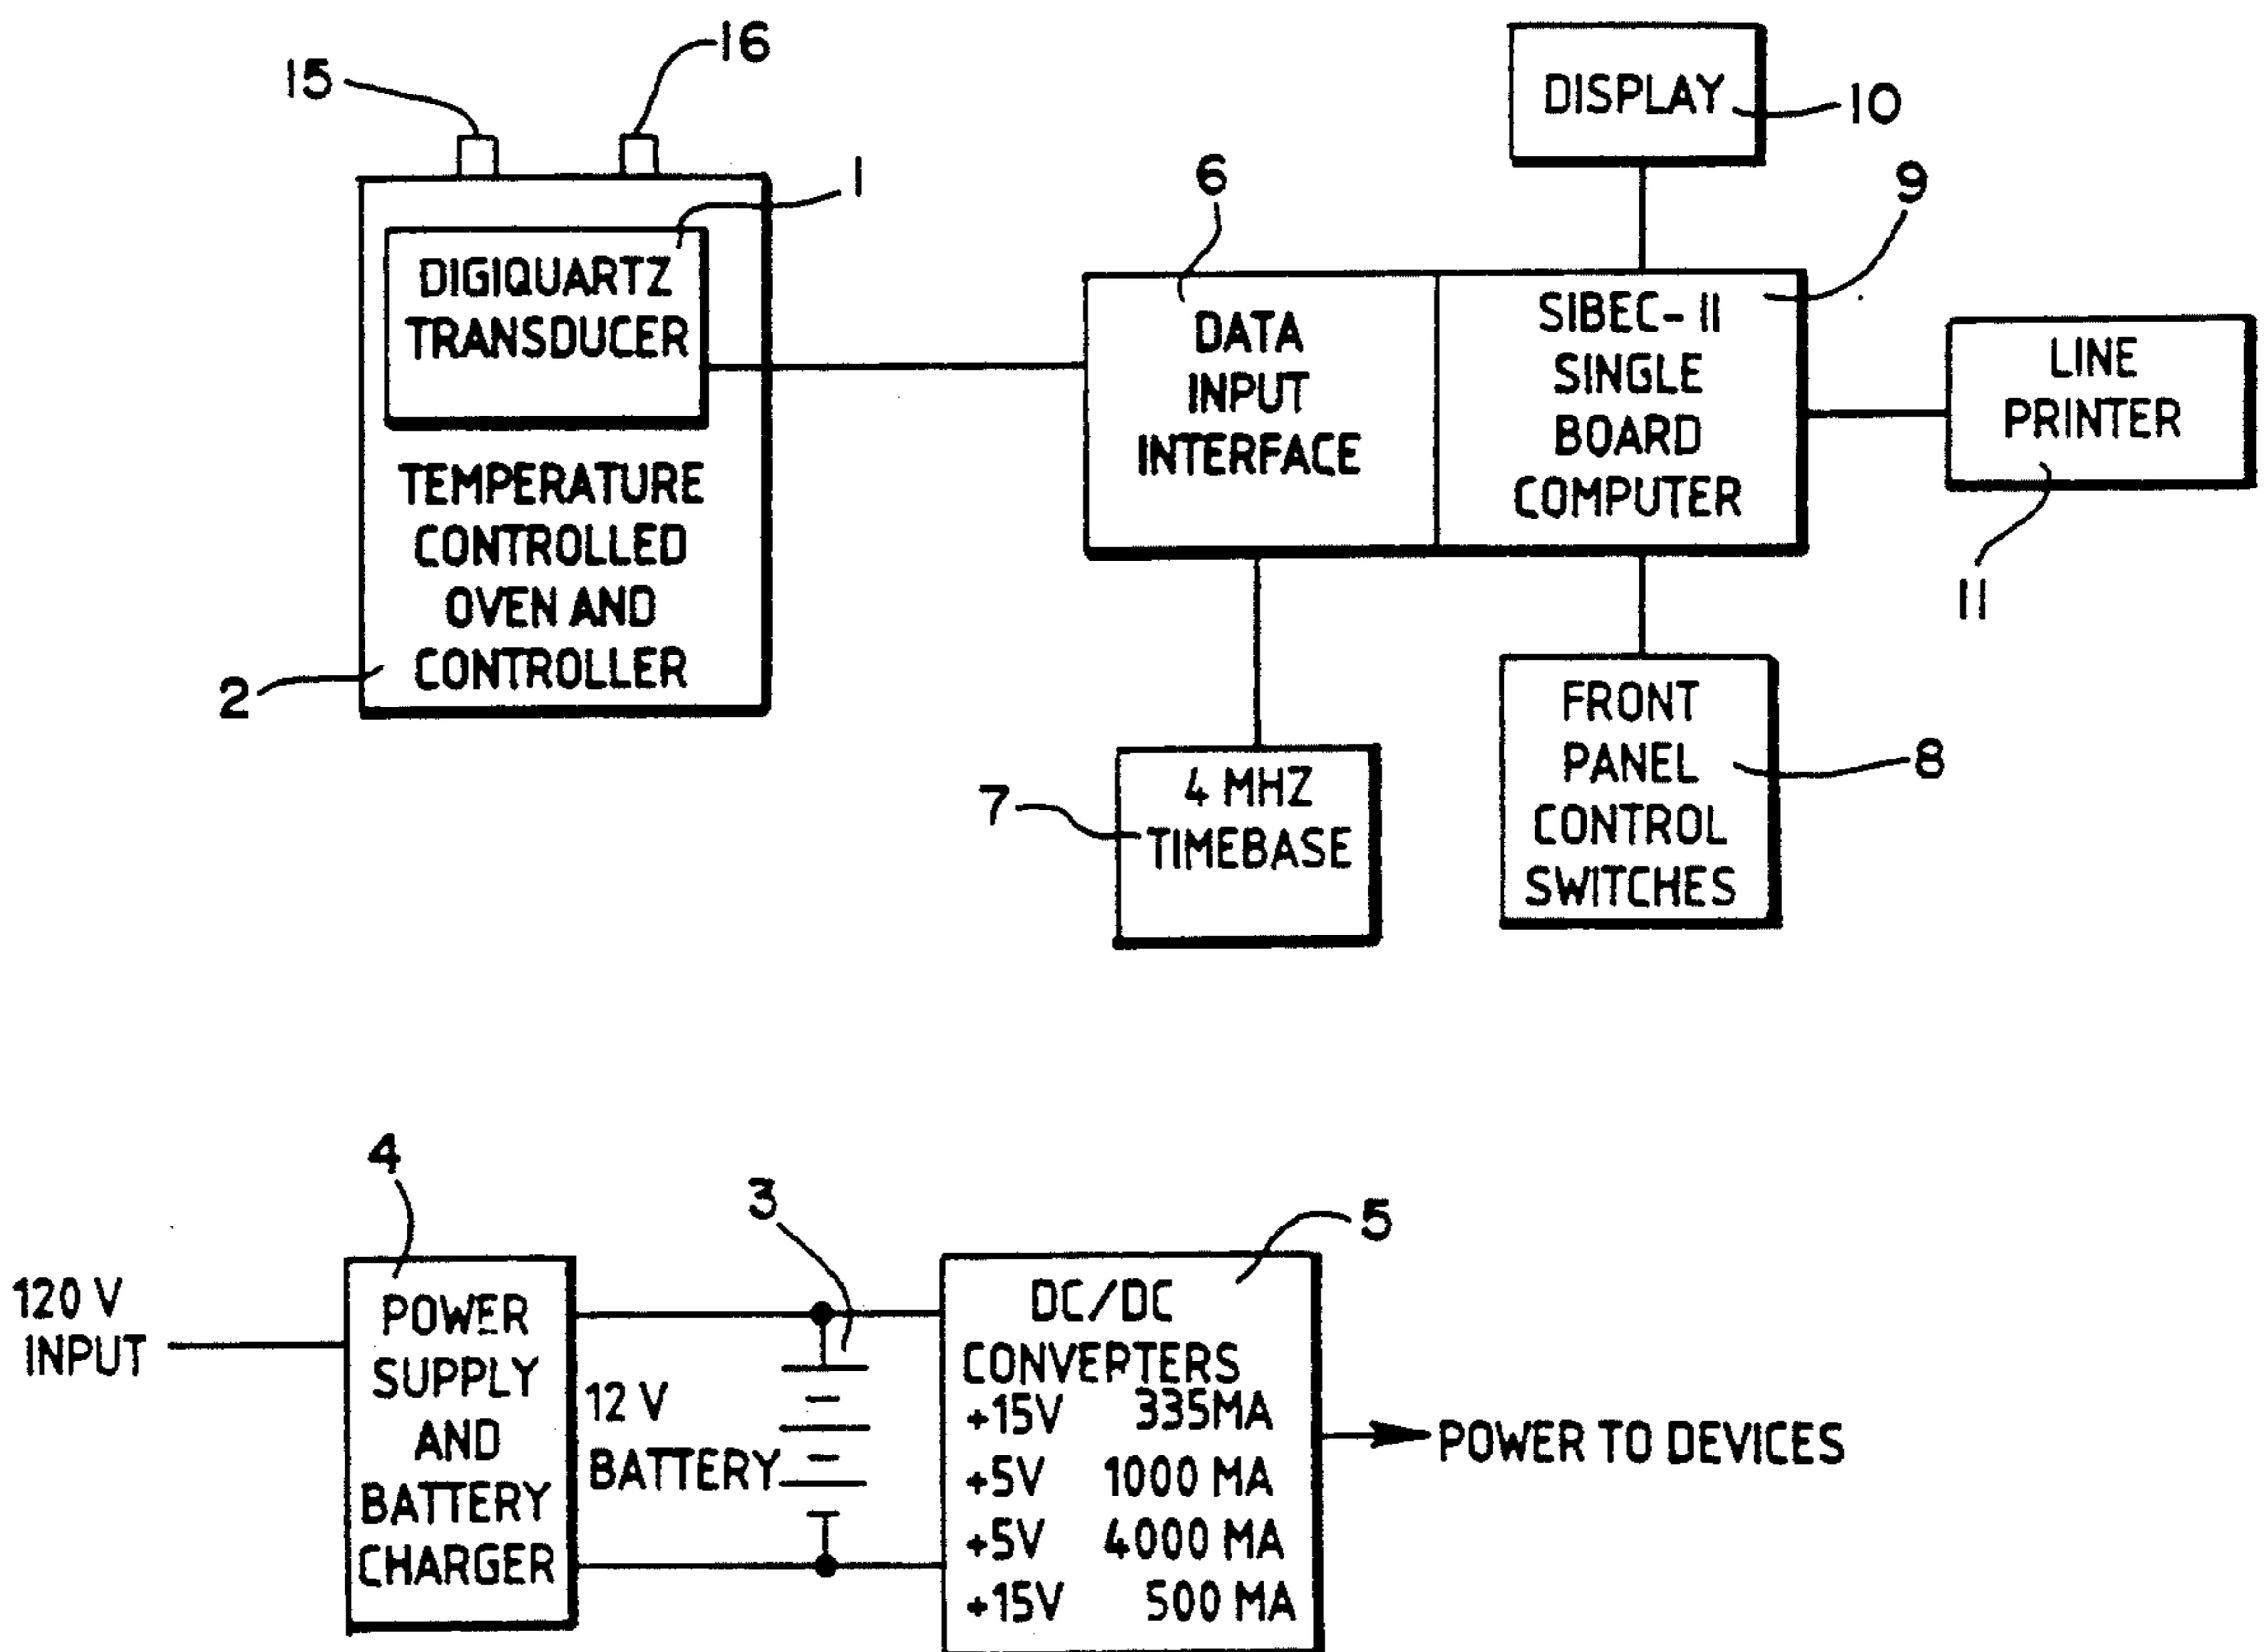 15
16
1
DIGIQUARTZ
TRANSDUCER
TEMPERATURE
CONTROLLED
OVEN AND
CONTROLLER
2
6
DATA
INPUT
INTERFACE
DISPLAY
10
9
SIBEC-11
SINGLE
BOARD
COMPUTER
LINE
PRINTER
11
7
4 MHZ
TIMEBASE
FRONT
PANEL
CONTROL
SWITCHES
8
120 V
INPUT
4
POWER
SUPPLY
AND
BATTERY
CHARGER
3
12 V
BATTERY
5
DC/DC
CONVERTERS
+15V 335MA
+5V 1000 MA
+5V 4000 MA
+15V 500 MA
POWER TO DEVICES